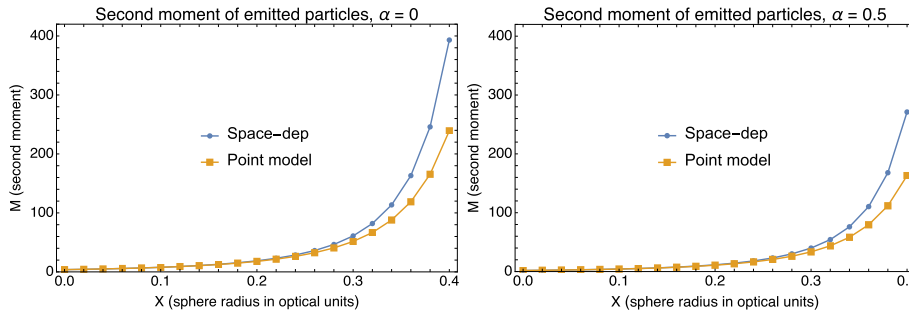 Second moment of emitted particles, α = 0
400
300
200
100
0
M (second moment)
Space-dep
Point model
0.0 0.1 0.2 0.3 0.4
X (sphere radius in optical units)
Second moment of emitted particles, α = 0.5
400
300
200
100
0
M (second moment)
Space-dep
Point model
0.0 0.1 0.2 0.3
X (sphere radius in optical units)